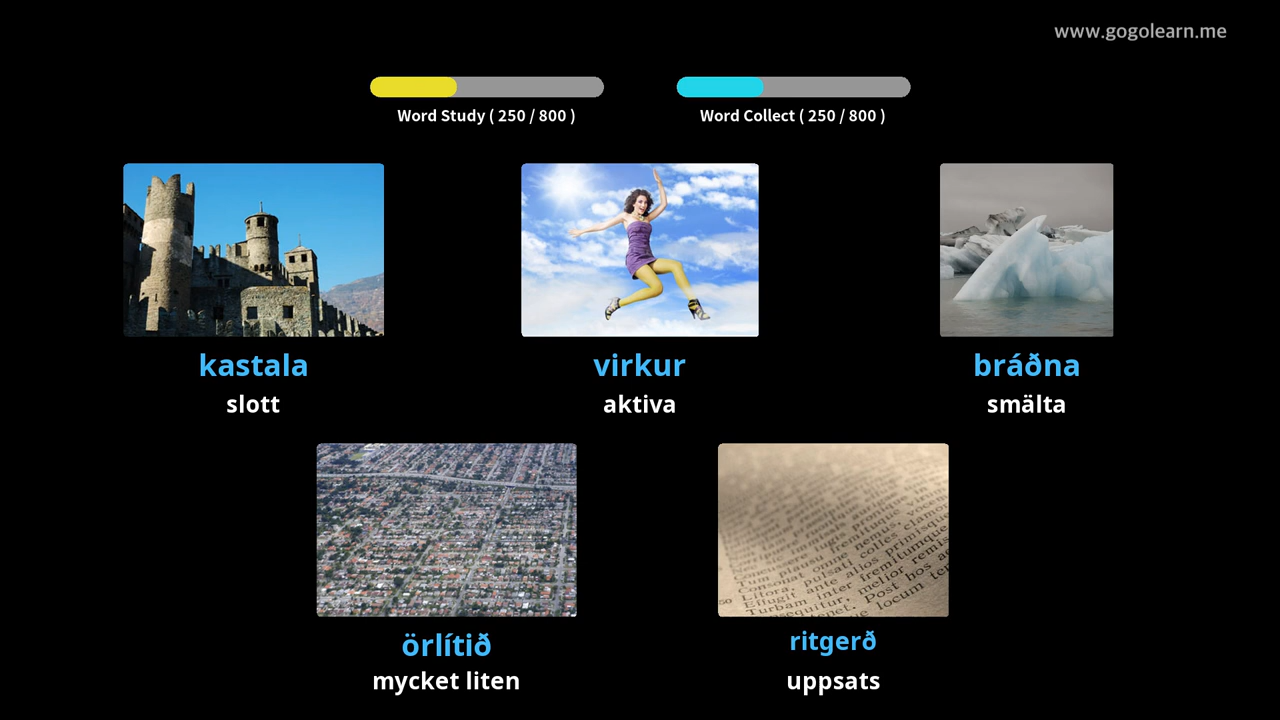 www.gogolearn.me
Word Study ( 250 / 800 )
Word Collect ( 250 / 800 )
kastala
slott
virkur
aktiva
bráðna
smälta
örlítið
mycket liten
ritgerð
uppsats